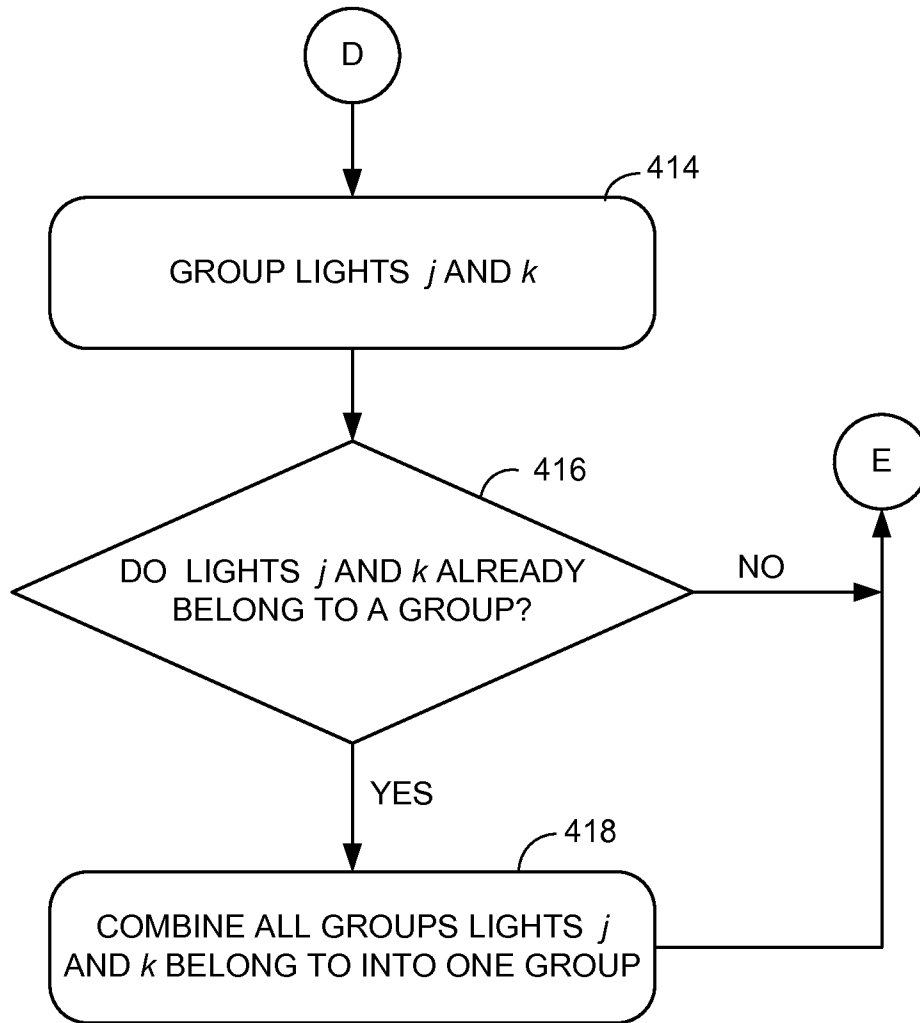 D
414
GROUP LIGHTS j AND k
416
E
DO LIGHTS j AND k ALREADY
BELONG TO A GROUP?
NO
YES
418
COMBINE ALL GROUPS LIGHTS j
AND k BELONG TO INTO ONE GROUP